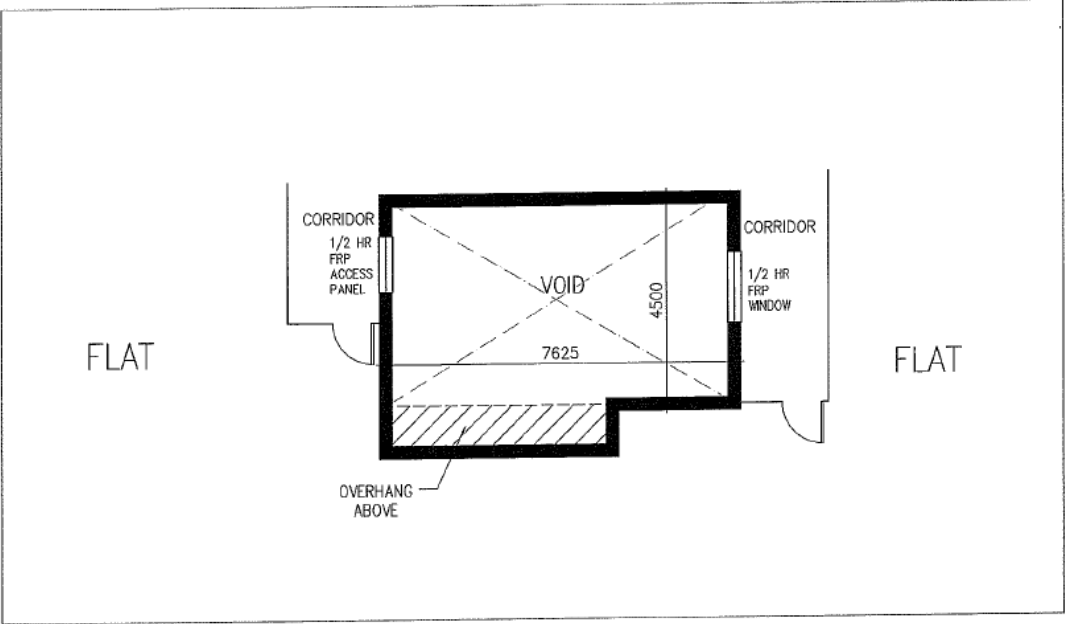 CORRIDOR
1/2 HR
FRP
ACCESS
PANEL
CORRIDOR
1/2 HR
FRP
WINDOW
VOID
4500
7625
FLAT
FLAT
OVERHANG
ABOVE